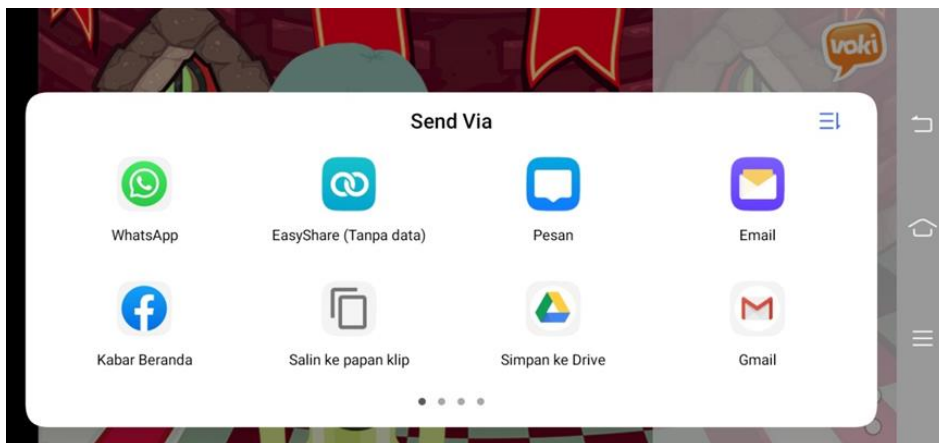 voki
Send Via
WhatsApp
EasyShare (Tanpa data)
Pesan
Email
Kabar Beranda
Salin ke papan klip
Simpan ke Drive
Gmail